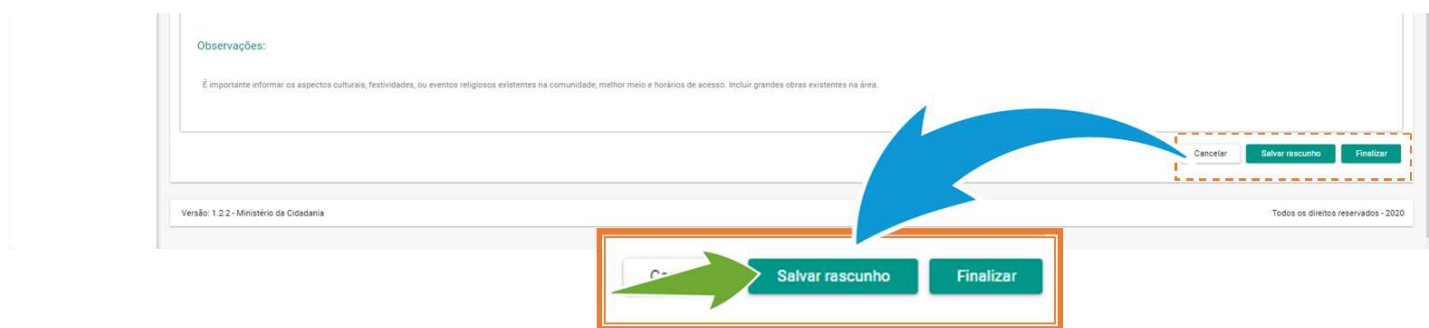 Observações:
É importante informar os aspectos culturais, festividades, ou eventos religiosos existentes na comunidade, melhor meio e horários de acesso. Incluir grandes obras existentes na área.
Cancelar Salvar rascunho Finalizar
Versão: 1.2.2 - Ministério da Cidadania Todos os direitos reservados - 2020
Salvar rascunho Finalizar